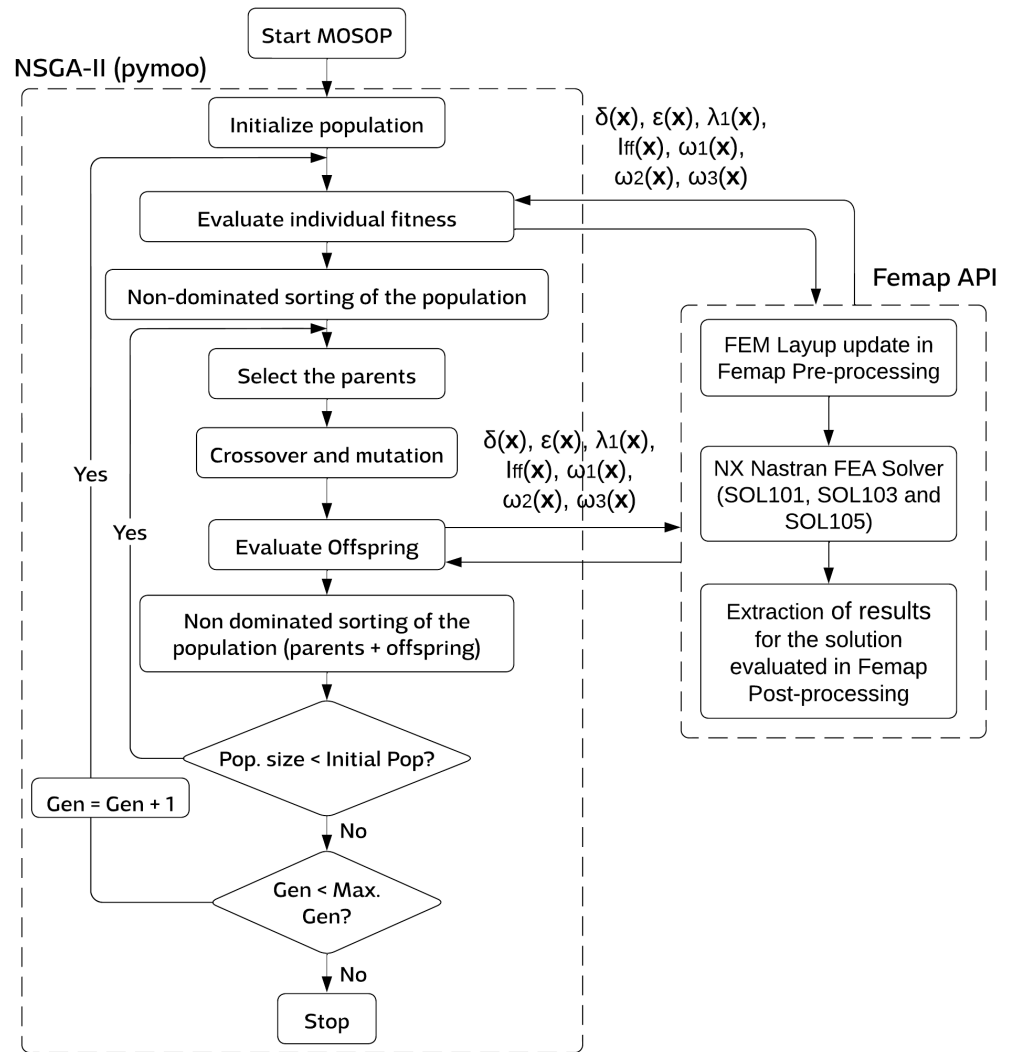 Start MOSOP
NSGA-II (pymoo)
Initialize population
δ(x), ε(x), λ1(x),
Iff(x), ω1(x),
ω2(x), ω3(x)
Evaluate individual fitness
Non-dominated sorting of the population
Femap API
FEM Layup update in
Femap Pre-processing
Select the parents
Crossover and mutation
δ(x), ε(x), λ1(x),
Iff(x), ω1(x),
ω2(x), ω3(x)
NX Nastran FEA Solver
(SOL101, SOL103 and
SOL105)
Yes
Yes
Evaluate Offspring
Non dominated sorting of the
population (parents + offspring)
Extraction of results
for the solution
evaluated in Femap
Post-processing
Pop. size < Initial Pop?
Gen = Gen + 1
No
Gen < Max.
Gen?
No
Stop